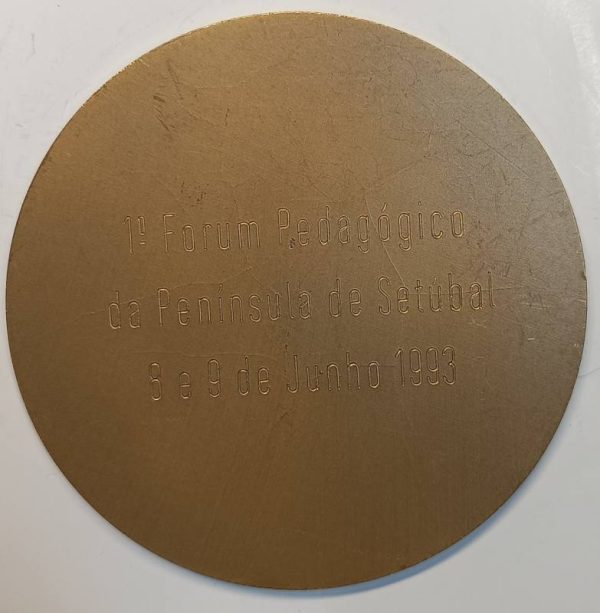 1º Forum Pedagógico
da Península de Setúbal
8 e 9 de Junho 1993